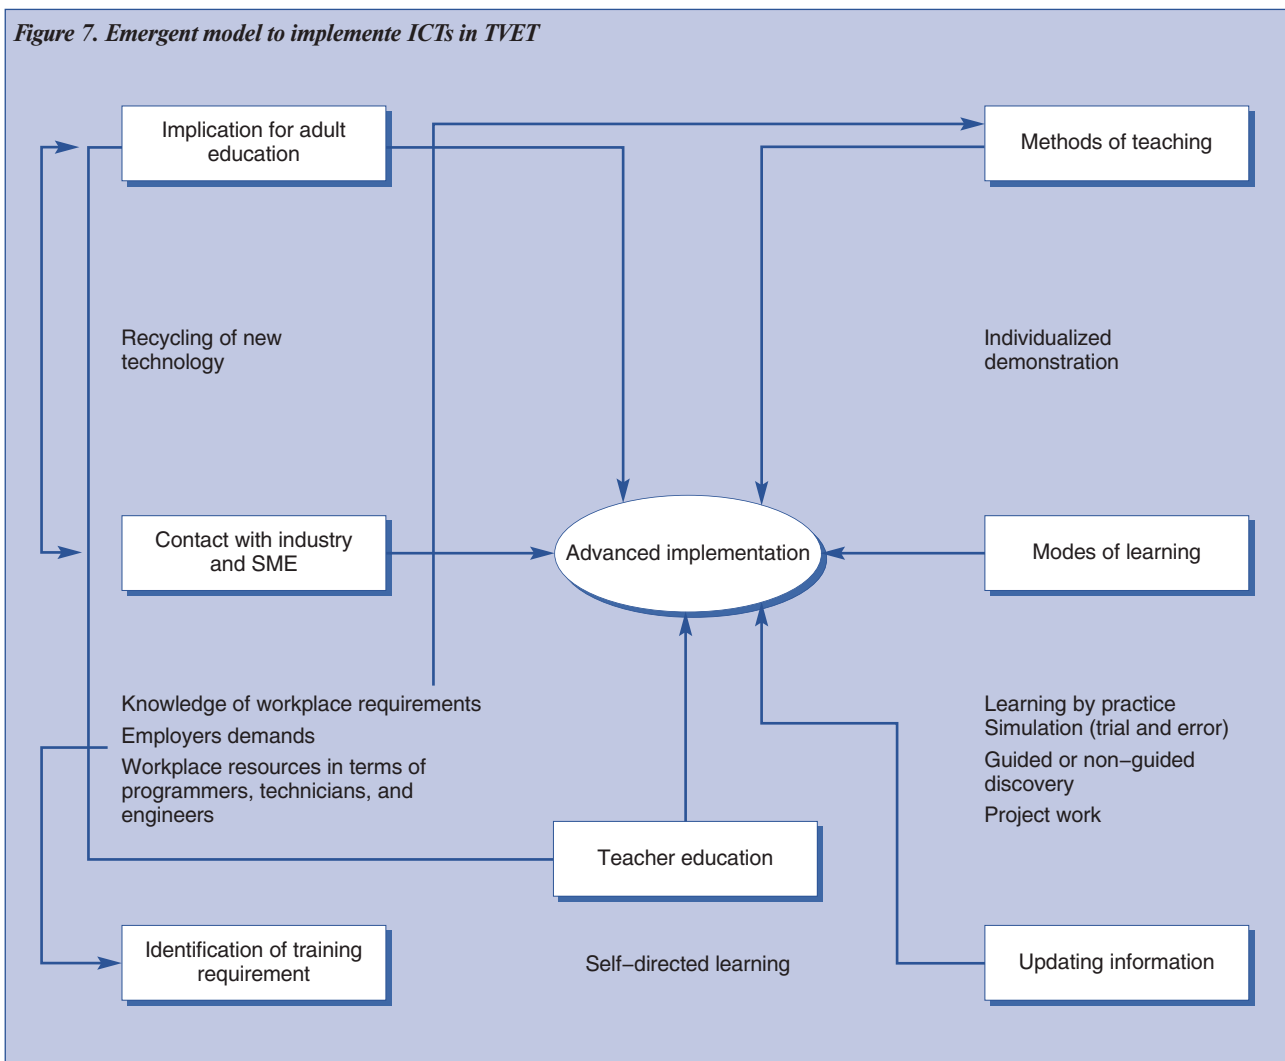 Figure 7. Emergent model to implemente ICTs in TVET
Implication for adult
education
Methods of teaching
Recycling of new
technology
Individualized
demonstration
Contact with industry
and SME
Advanced implementation
Modes of learning
Knowledge of workplace requirements
Employers demands
Workplace resources in terms of
programmers, technicians, and
engineers
Learning by practice
Simulation (trial and error)
Guided or non–guided
discovery
Project work
Teacher education
Identification of training
requirement
Self–directed learning
Updating information